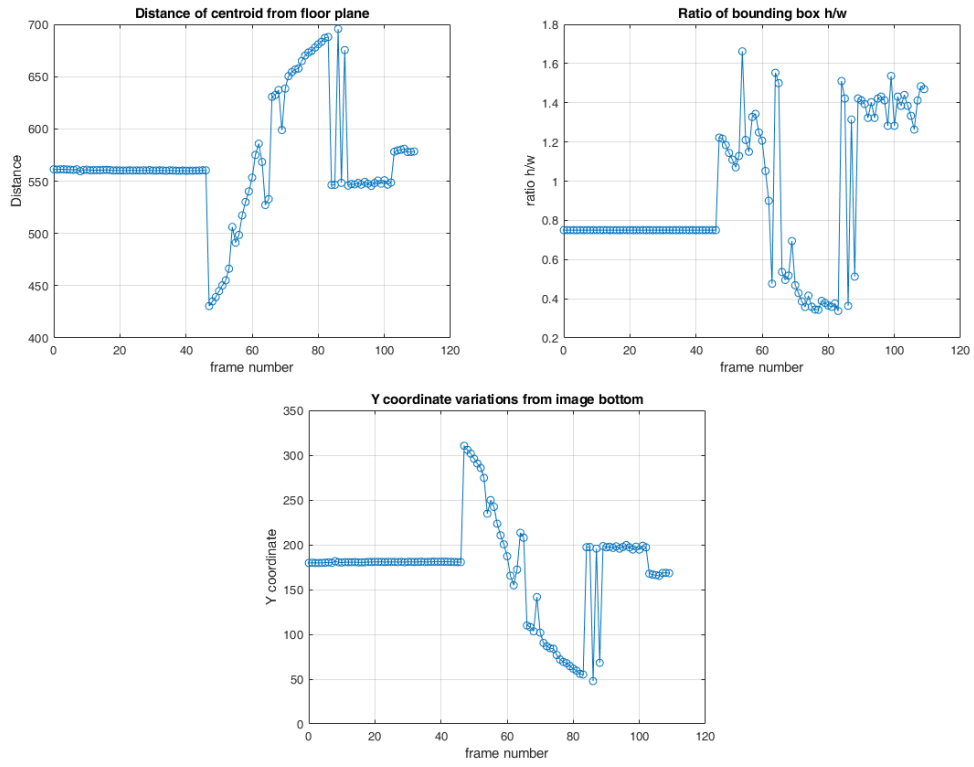 Distance of centroid from floor plane
700
650
600
550
500
450
400
Distance
0 20 40 60 80 100 120
frame number
Ratio of bounding box h/w
1.8
1.6
1.4
1.2
1
0.8
0.6
0.4
0.2
ratio h/w
0 20 40 60 80 100 120
frame number
Y coordinate variations from image bottom
350
300
250
200
150
100
50
0
Y coordinate
0 20 40 60 80 100 120
frame number